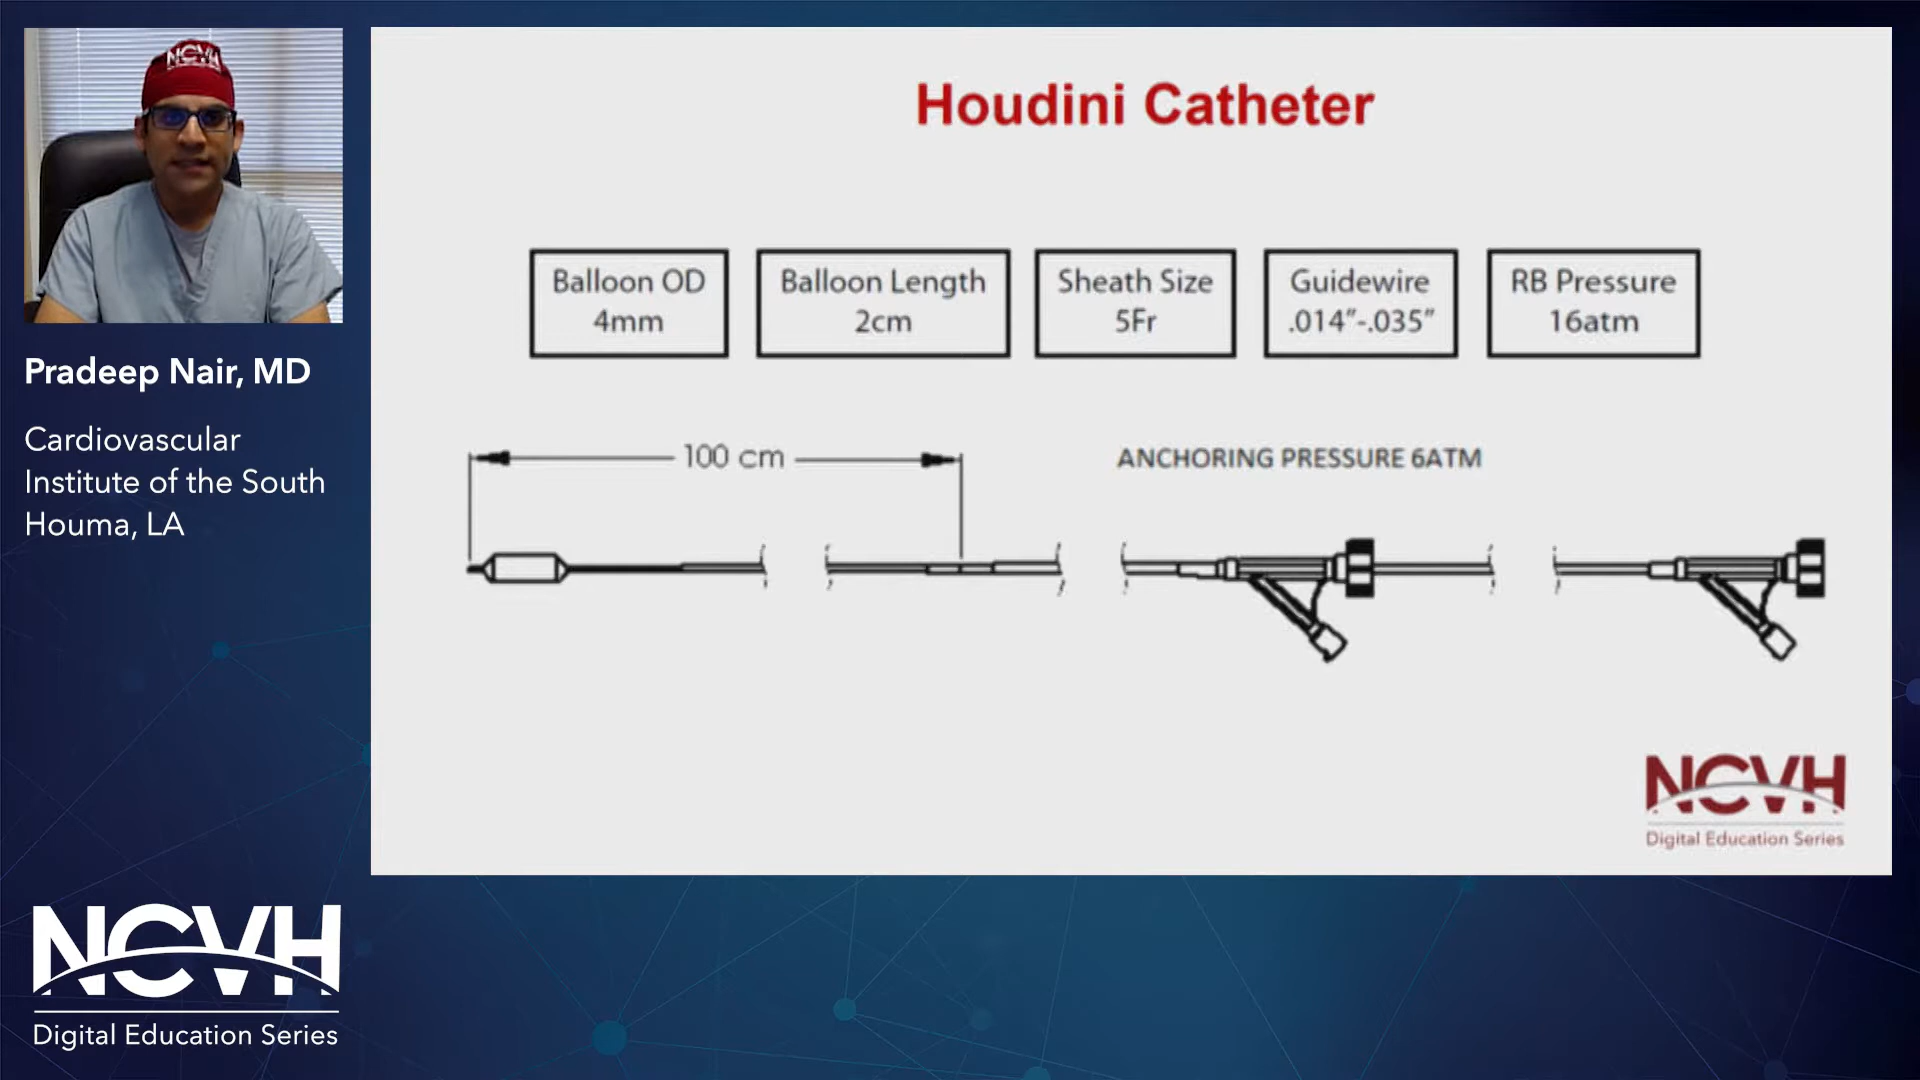 NCVH
Pradeep Nair, MD
Cardiovascular
Institute of the South
Houma, LA
NCVH
Digital Education Series
Houdini Catheter
Balloon OD
4mm
Balloon Length
2cm
Sheath Size
5Fr
Guidewire
.014”-.035”
RB Pressure
16atm
100 cm
ANCHORING PRESSURE 6ATM
NCVH
Digital Education Series